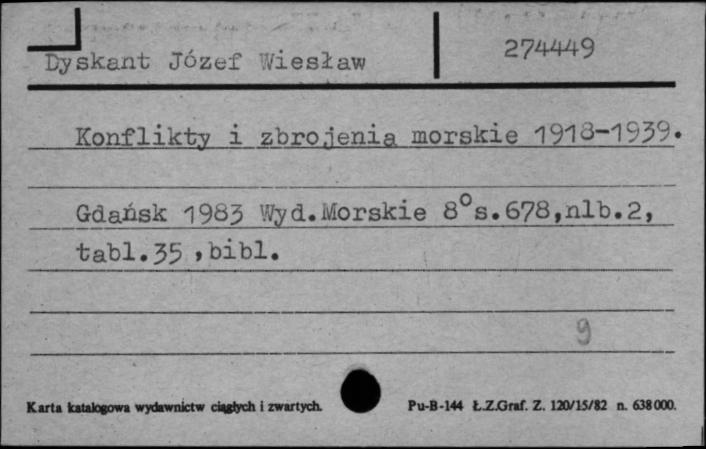 Dyskant Józef Wiesław
274449
Konflikty i zbrojenia morskie 1918-1939.
Gdańsk 1983 Wyd.Morskie 8°s.678,nlb.2,
tabl.35 ,bibl.
9
Karta katalogowa wydawnictw ciągłych i zwartych.
Pu-B-144 Ł.Z.Graf. Z. 120/15/82 n. 638000.